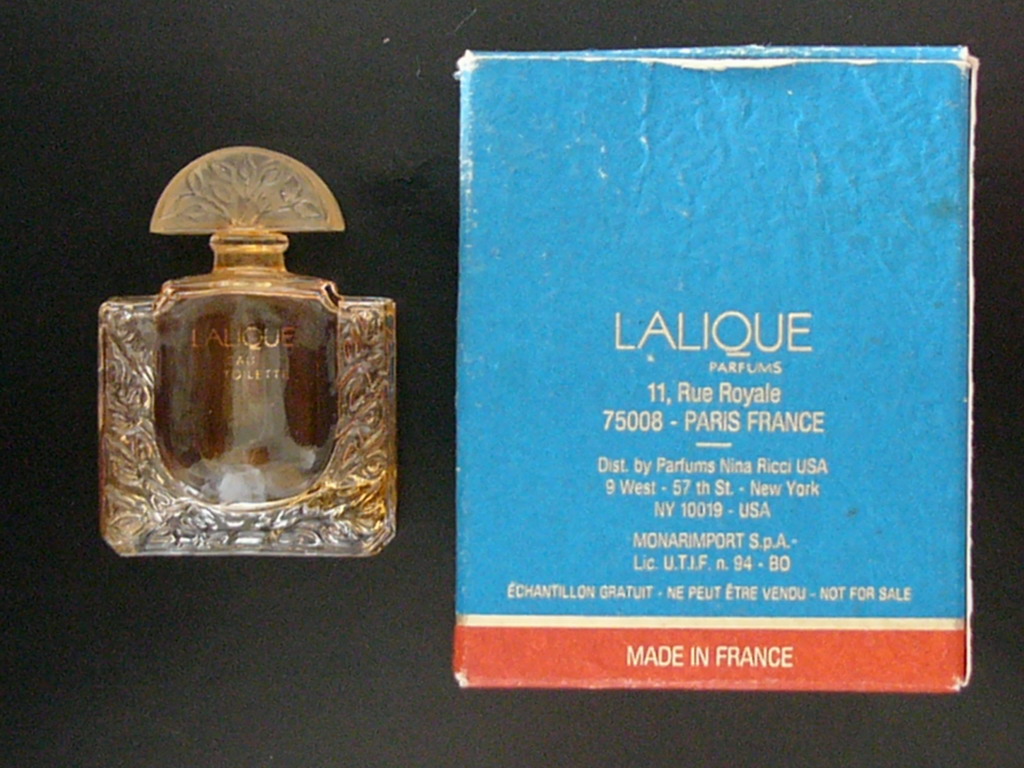 LALIQUE
EAU
TOILETTE
LALIQUE
PARFUMS
11, Rue Royale
75008 - PARIS FRANCE
Dist. by Parfums Nina Ricci USA
9 West - 57 th St. - New York
NY 10019 - USA
MONARIMPORT S.p.A.-
Lic. U.T.I.F. n. 94 - BO
ÉCHANTILLON GRATUIT - NE PEUT ÊTRE VENDU - NOT FOR SALE
MADE IN FRANCE